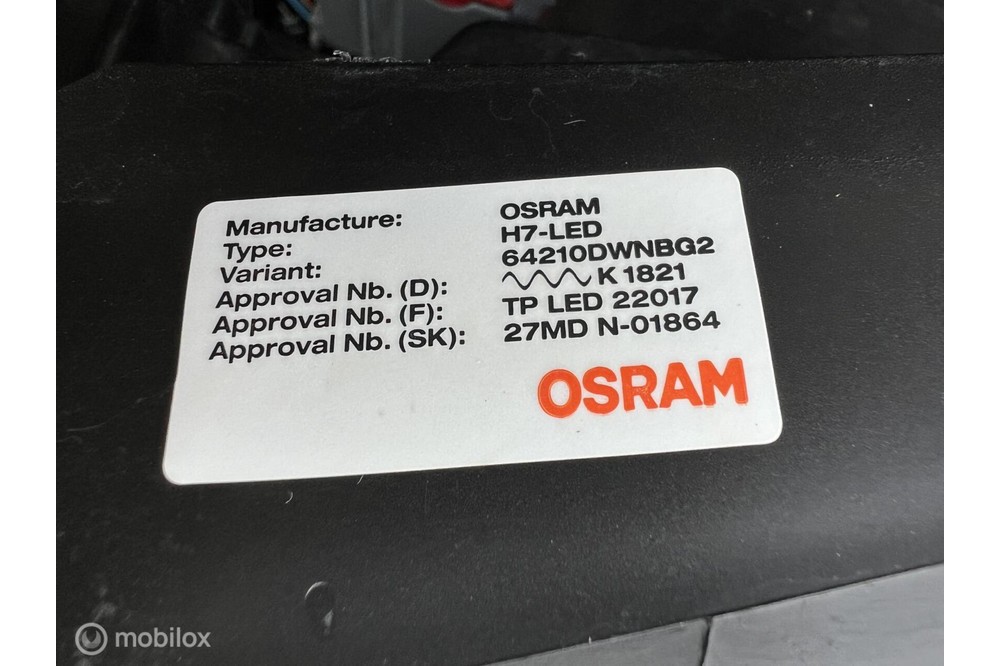 Manufacture: OSRAM
Type: H7-LED
Variant: 64210DWNBG2
Approval Nb. (D): K 1821
Approval Nb. (F): TP LED 22017
Approval Nb. (SK): 27MD N-01864
OSRAM
mobilox